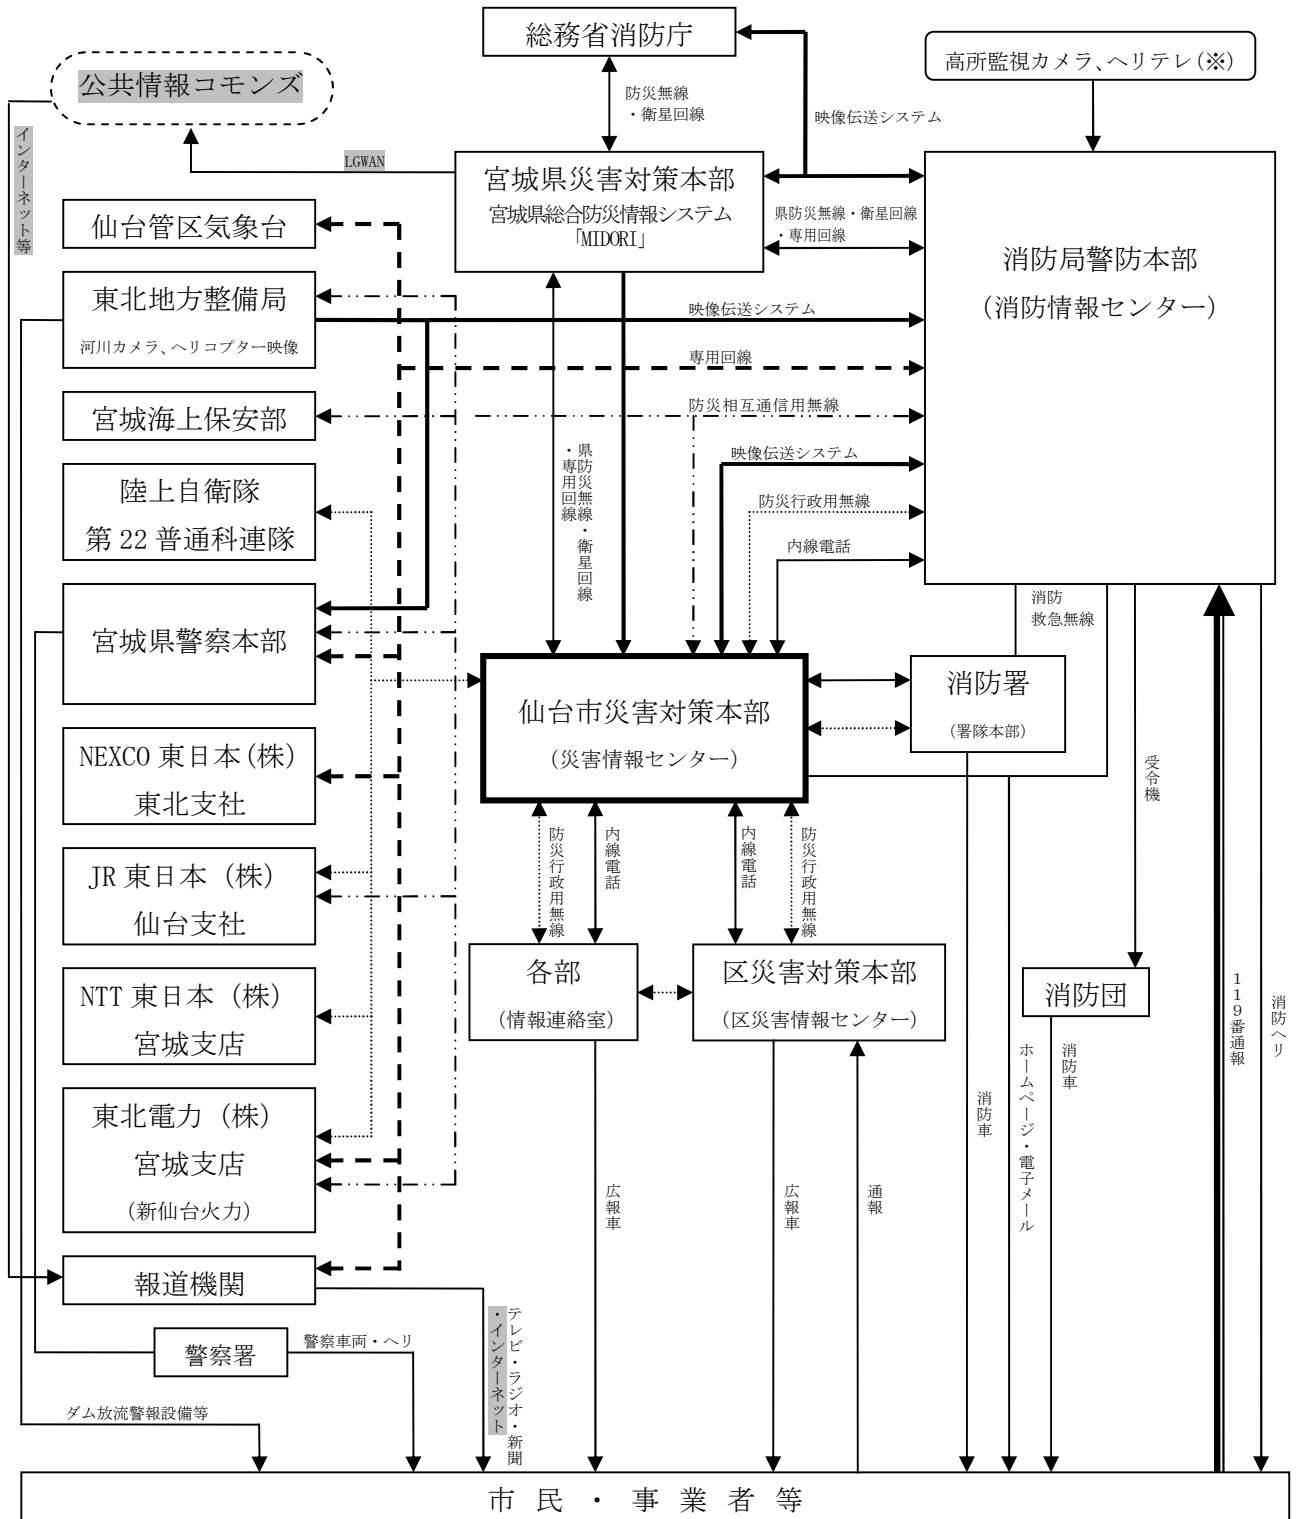 総務省消防庁
公共情報コモンズ
高所監視カメラ、ヘリテレ(※)
防災無線
・衛星回線
映像伝送システム
インターネット等
LGWAN
宮城県災害対策本部
宮城県総合防災情報システム
「MIDORI」
県防災無線・衛星回線
・専用回線
消防局警防本部
(消防情報センター)
仙台管区気象台
東北地方整備局
河川カメラ、ヘリコプター映像
映像伝送システム
専用回線
宮城海上保安部
防災相互通信用無線
映像伝送システム
県防災無線・衛星回線
・専用回線
陸上自衛隊
第22普通科連隊
防災行政用無線
内線電話
宮城県警察本部
消防
救急無線
仙台市災害対策本部
(災害情報センター)
消防署
(署隊本部)
NEXCO東日本(株)
東北支社
受令機
防災行政用無線
内線電話
内線電話
防災行政用無線
JR東日本(株)
仙台支社
各部
(情報連絡室)
区災害対策本部
(区災害情報センター)
消防団
119番通報
消防ヘリ
NTT東日本(株)
宮城支店
消防車
ホームページ・電子メール
消防車
東北電力(株)
宮城支店
(新仙台火力)
広報車
広報車
通報
報道機関
テレビ・ラジオ・新聞
・インターネット
警察署
警察車両・ヘリ
ダム放流警報設備等
市民・事業者等